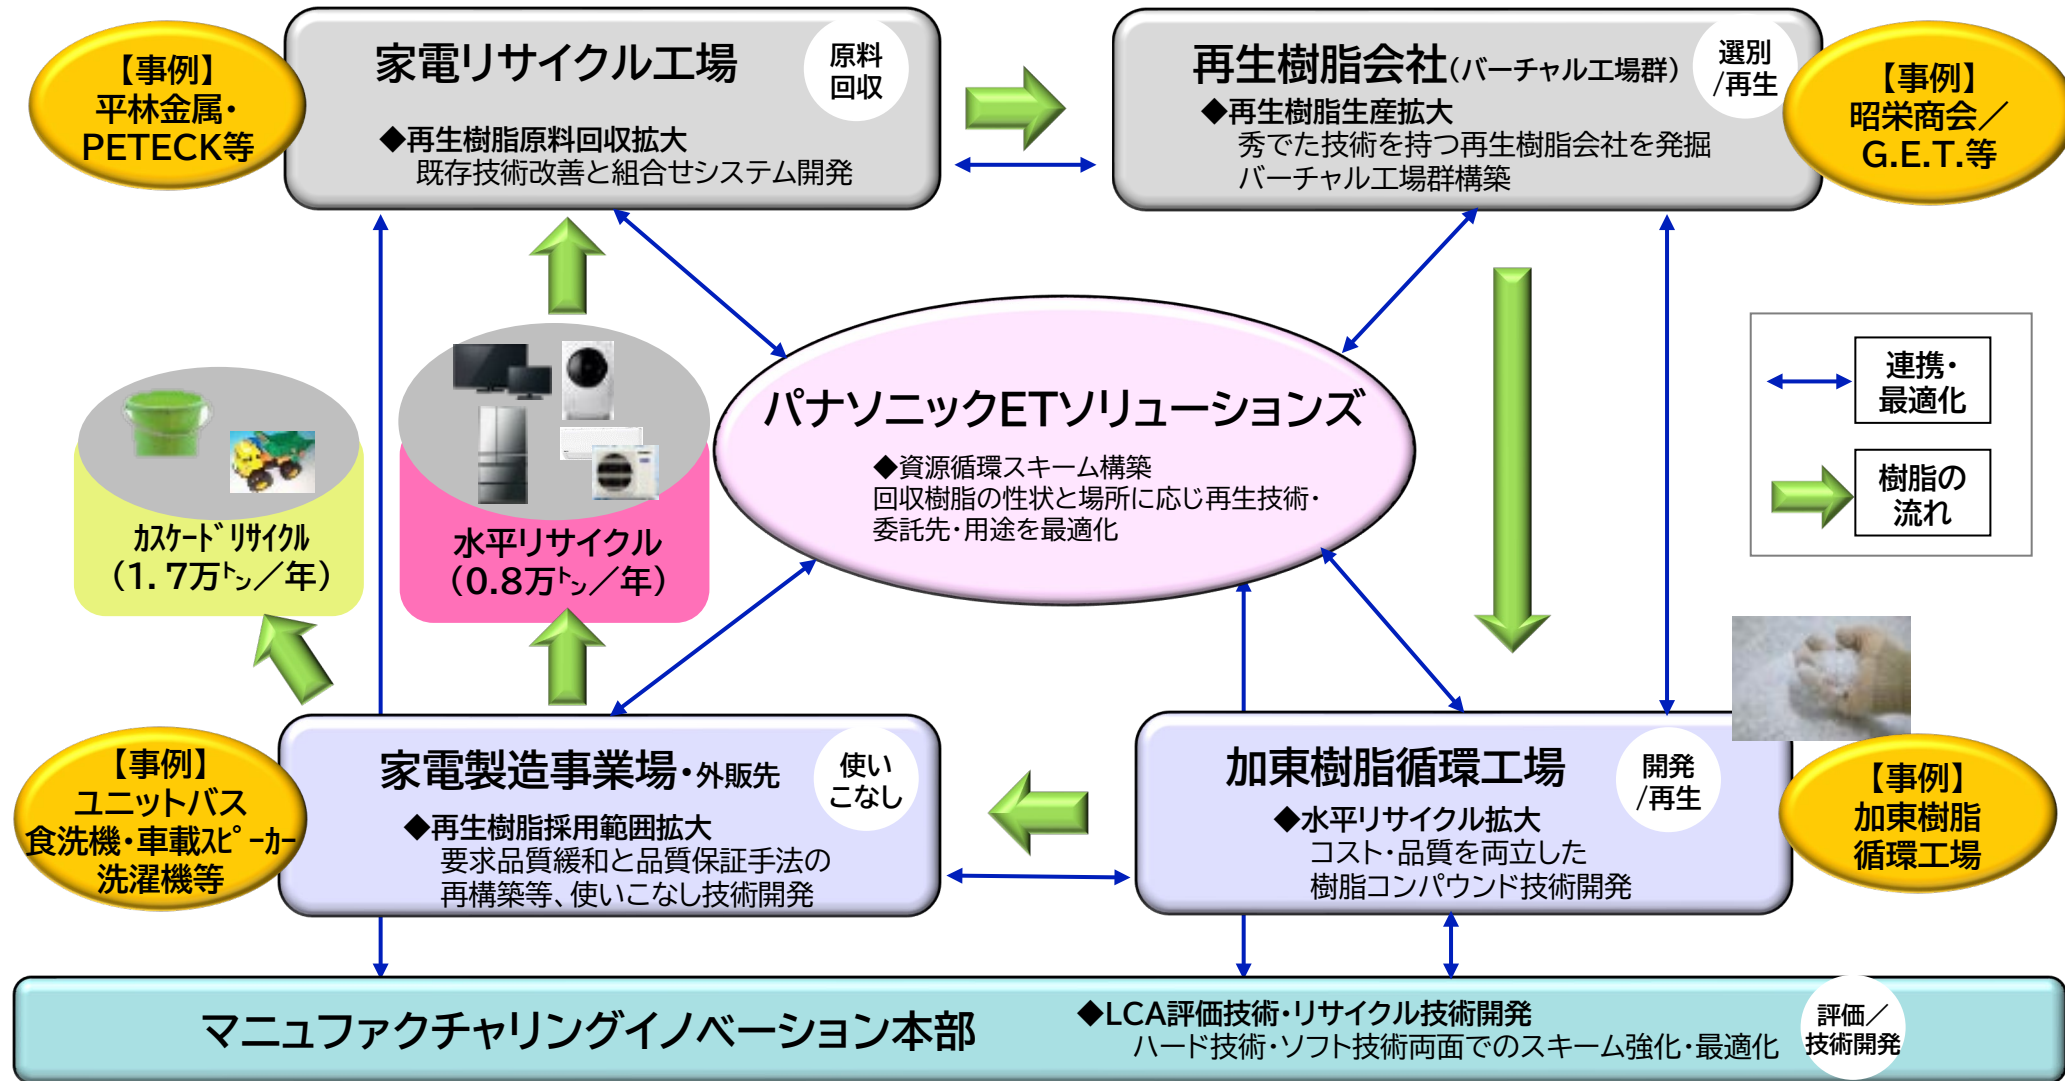 【事例】
平林金属・
PETECK等
家電リサイクル工場
原料
回収
◆再生樹脂原料回収拡大
既存技術改善と組合せシステム開発
再生樹脂会社(バーチャル工場群)
選別
/再生
◆再生樹脂生産拡大
秀でた技術を持つ再生樹脂会社を発掘
バーチャル工場群構築
【事例】
昭栄商会／
G.E.T.等
パナソニックETソリューションズ
◆資源循環スキーム構築
回収樹脂の性状と場所に応じ再生技術・
委託先・用途を最適化
連携・
最適化
樹脂の
流れ
ｶｽｹｰﾄﾞﾘｻｲｸﾙ
（1.7万㌧／年）
水平リサイクル
（0.8万㌧／年）
【事例】
ユニットバス
食洗機・車載ｽﾋﾟｰｶｰ
洗濯機等
家電製造事業場・外販先
使い
こなし
◆再生樹脂採用範囲拡大
要求品質緩和と品質保証手法の
再構築等、使いこなし技術開発
加東樹脂循環工場
開発
/再生
◆水平リサイクル拡大
コスト・品質を両立した
樹脂コンパウンド技術開発
【事例】
加東樹脂
循環工場
マニュファクチャリングイノベーション本部
◆LCA評価技術・リサイクル技術開発
ハード技術・ソフト技術両面でのスキーム強化・最適化
評価／
技術開発